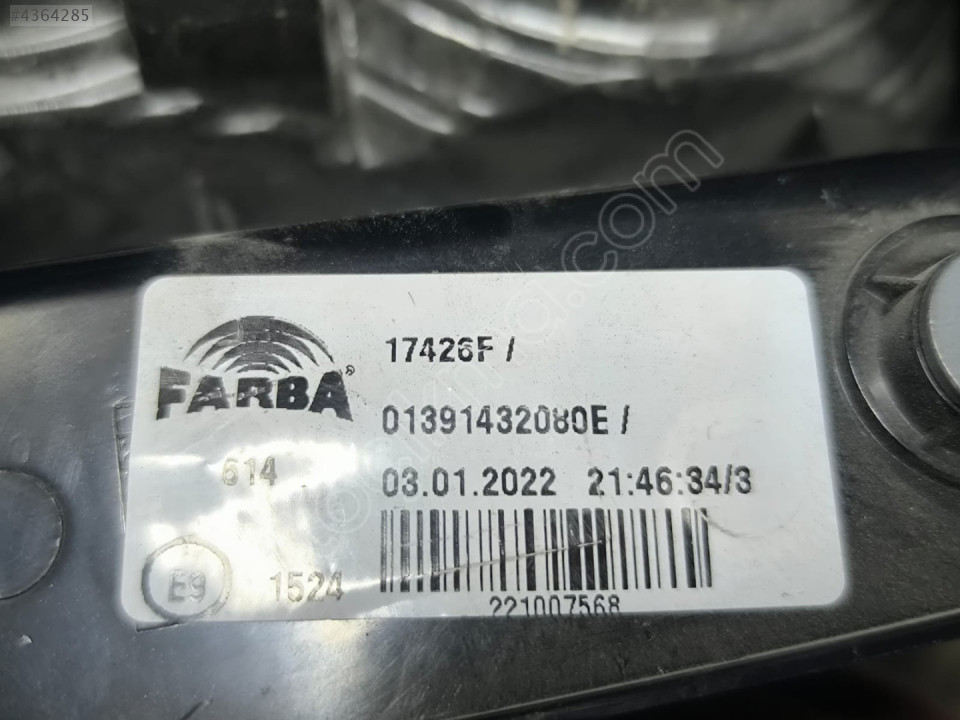 #4364285
FARBA®
17426F /
01391432080E /
614
03.01.2022 21:46:34/3
E9
1524
221007568